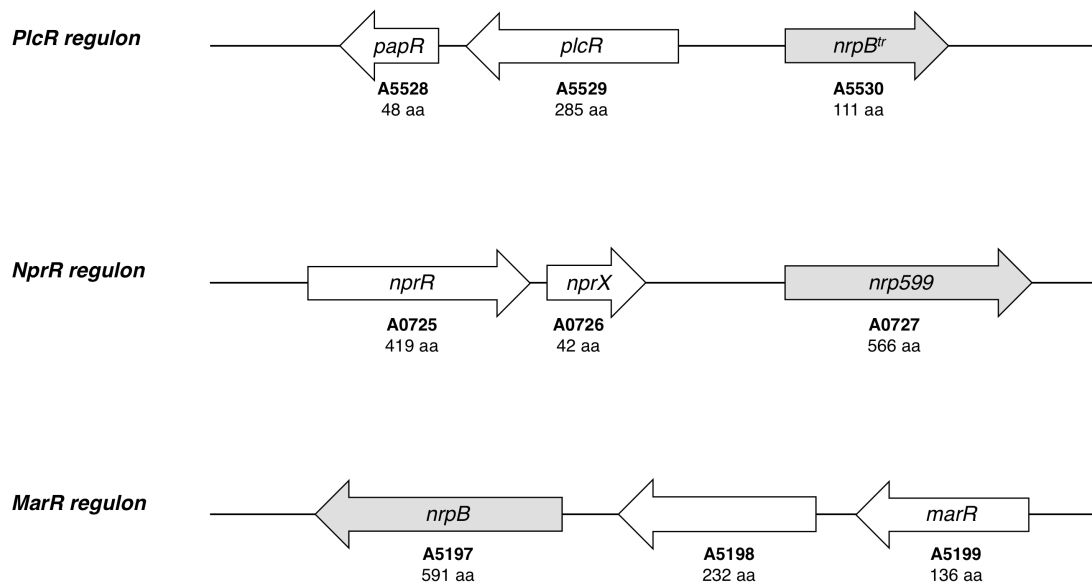 PlcR regulon
papR
plcR
nrpB^tr
A5528
A5529
A5530
48 aa
285 aa
111 aa
NprR regulon
nprR
nprX
nrp599
A0725
A0726
A0727
419 aa
42 aa
566 aa
MarR regulon
nrpB
marR
A5197
A5198
A5199
591 aa
232 aa
136 aa